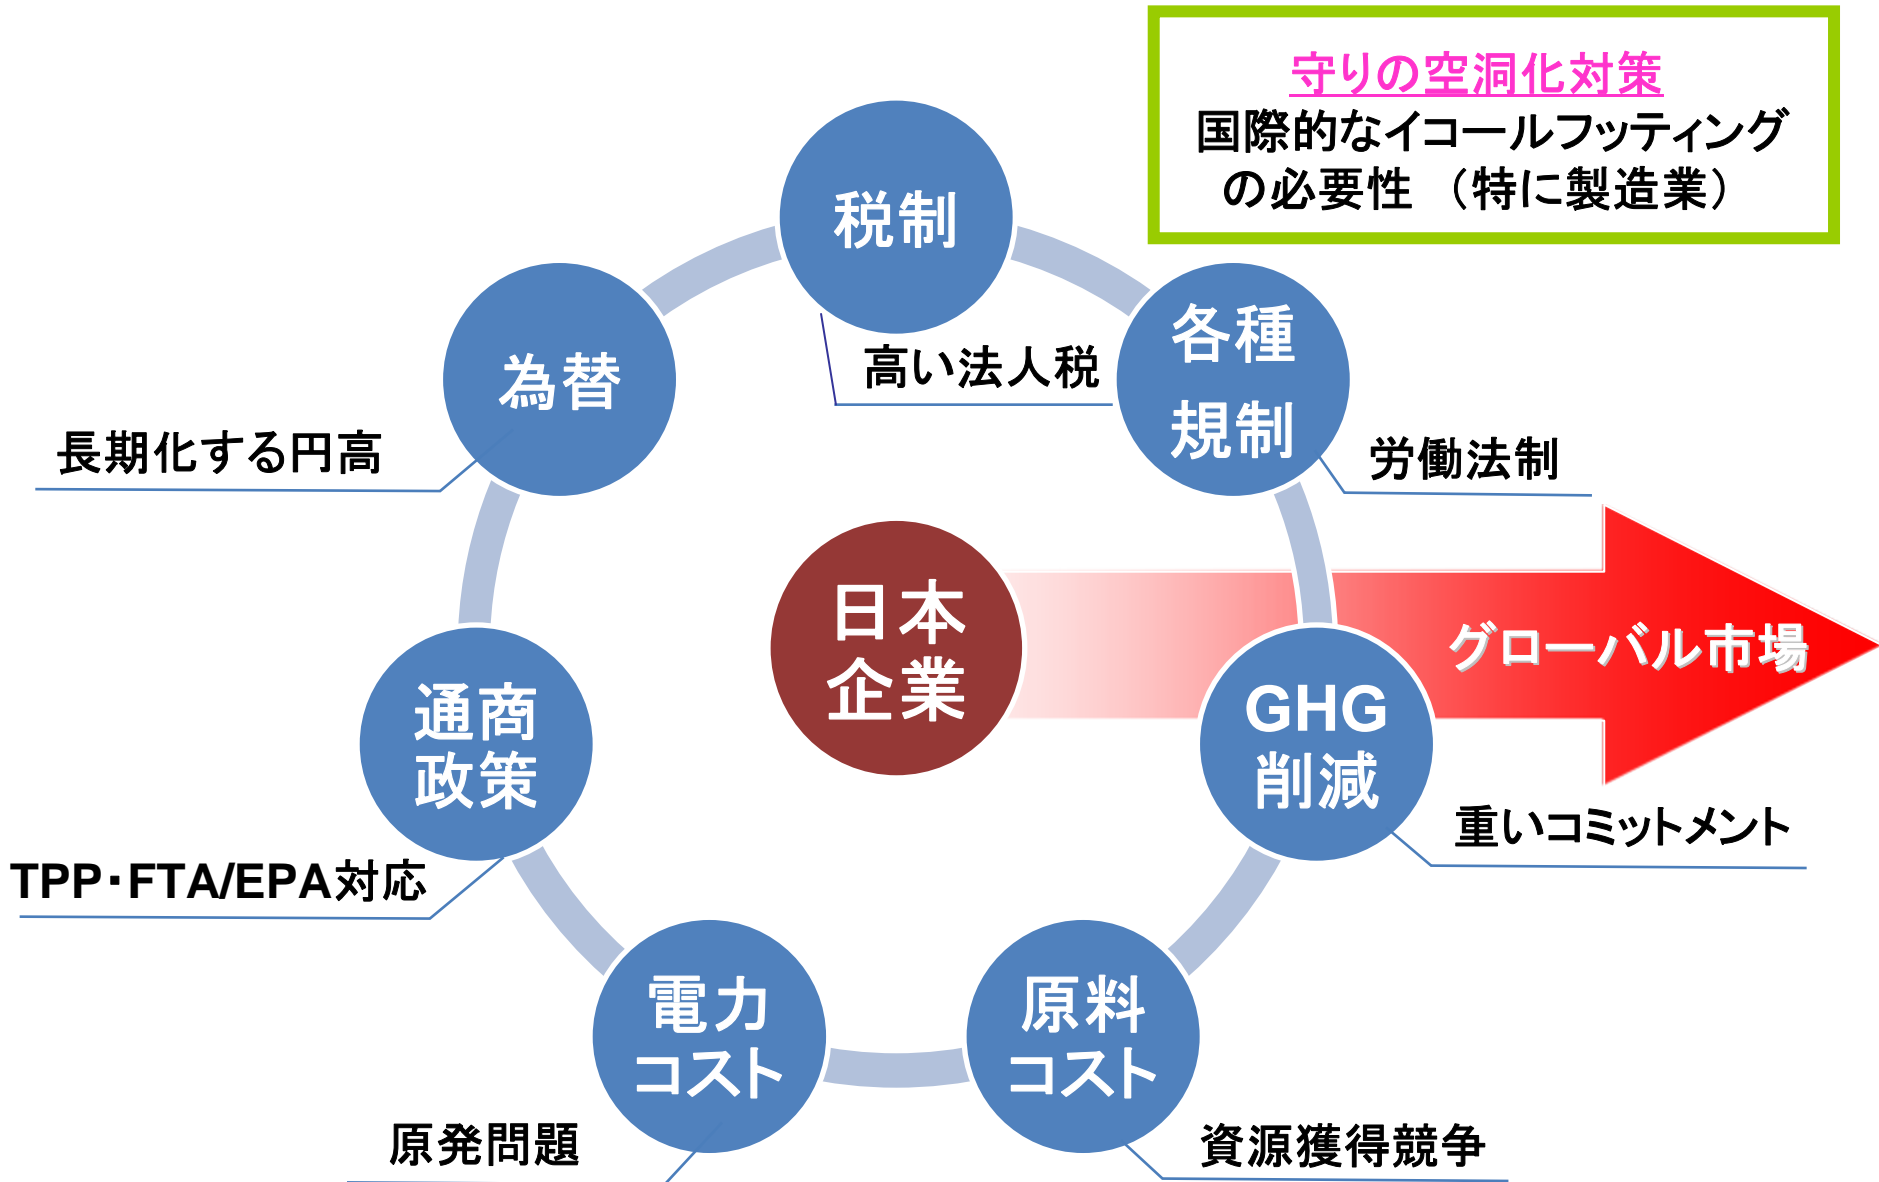 守りの空洞化対策
国際的なイコールフッティング
の必要性 （特に製造業）
税制
高い法人税
各種
規制
労働法制
為替
長期化する円高
日本
企業
グローバル市場
GHG
削減
重いコミットメント
通商
政策
TPP・FTA/EPA対応
電力
コスト
原発問題
原料
コスト
資源獲得競争